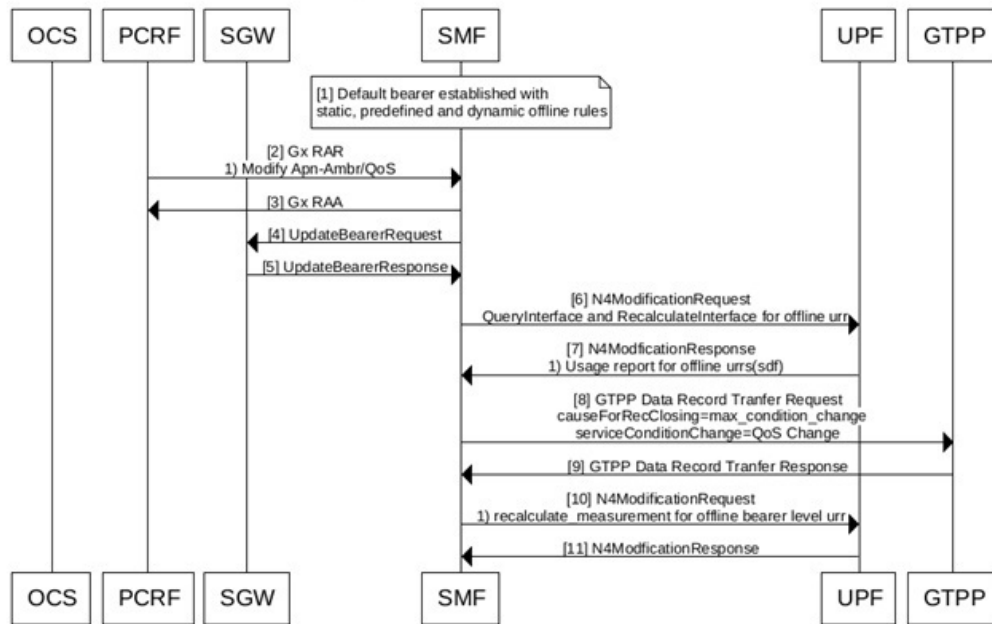 OCS PCRF SGW SMF UPF GTPP
[1] Default bearer established with
static, predefined and dynamic offline rules
[2] Gx RAR
1) Modify Apn-Ambr/QoS
[3] Gx RAA
[4] UpdateBearerRequest
[5] UpdateBearerResponse
[6] N4ModificationRequest
QueryInterface and RecalculateInterface for offline urr
[7] N4ModficationResponse
1) Usage report for offline urrs(sdf)
[8] GTPP Data Record Tranfer Request
causeForRecClosing=max_condition_change
serviceConditionChange=QoS Change
[9] GTPP Data Record Tranfer Response
[10] N4ModificationRequest
1) recalculate_measurement for offline bearer level urr
[11] N4ModficationResponse
OCS PCRF SGW SMF UPF GTPP